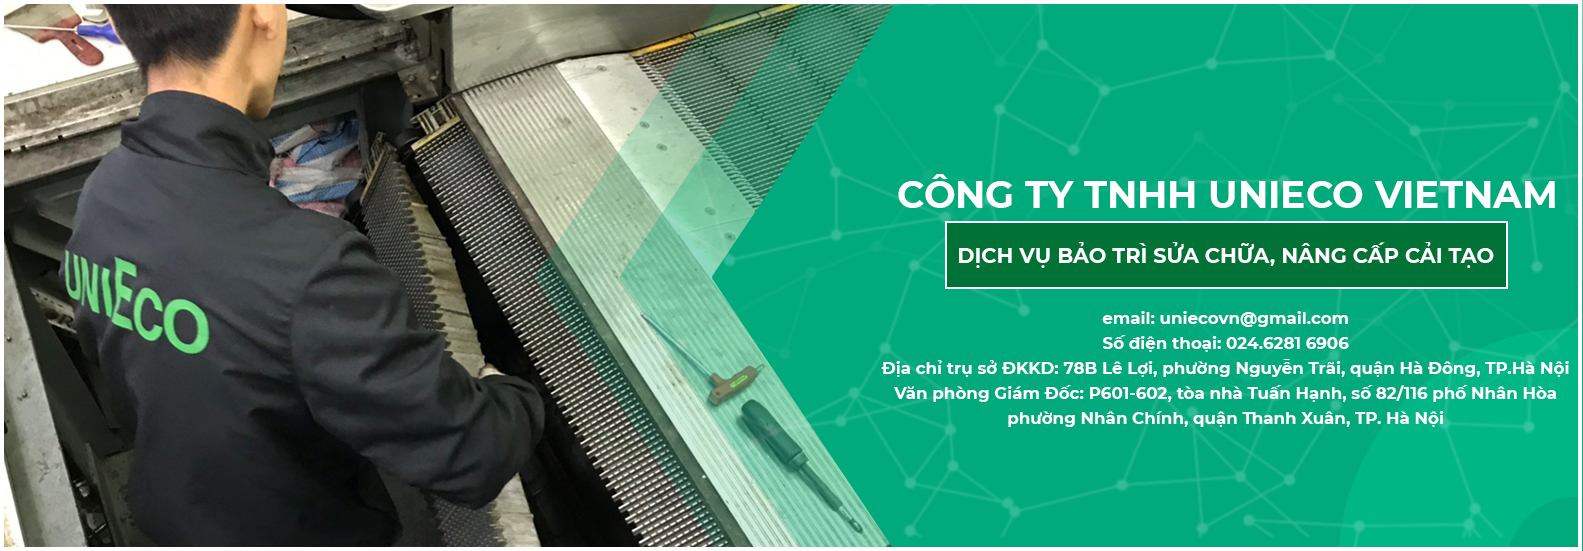 UNIECO
CÔNG TY TNHH UNIECO VIETNAM
DỊCH VỤ BẢO TRÌ SỬA CHỮA, NÂNG CẤP CẢI TẠO
email: uniecovn@gmail.com
Số điện thoại: 024.6281 6906
Địa chỉ trụ sở ĐKKD: 78B Lê Lợi, phường Nguyễn Trãi, quận Hà Đông, TP.Hà Nội
Văn phòng Giám Đốc: P601-602, tòa nhà Tuấn Hạnh, số 82/116 phố Nhân Hòa
phường Nhân Chính, quận Thanh Xuân, TP. Hà Nội